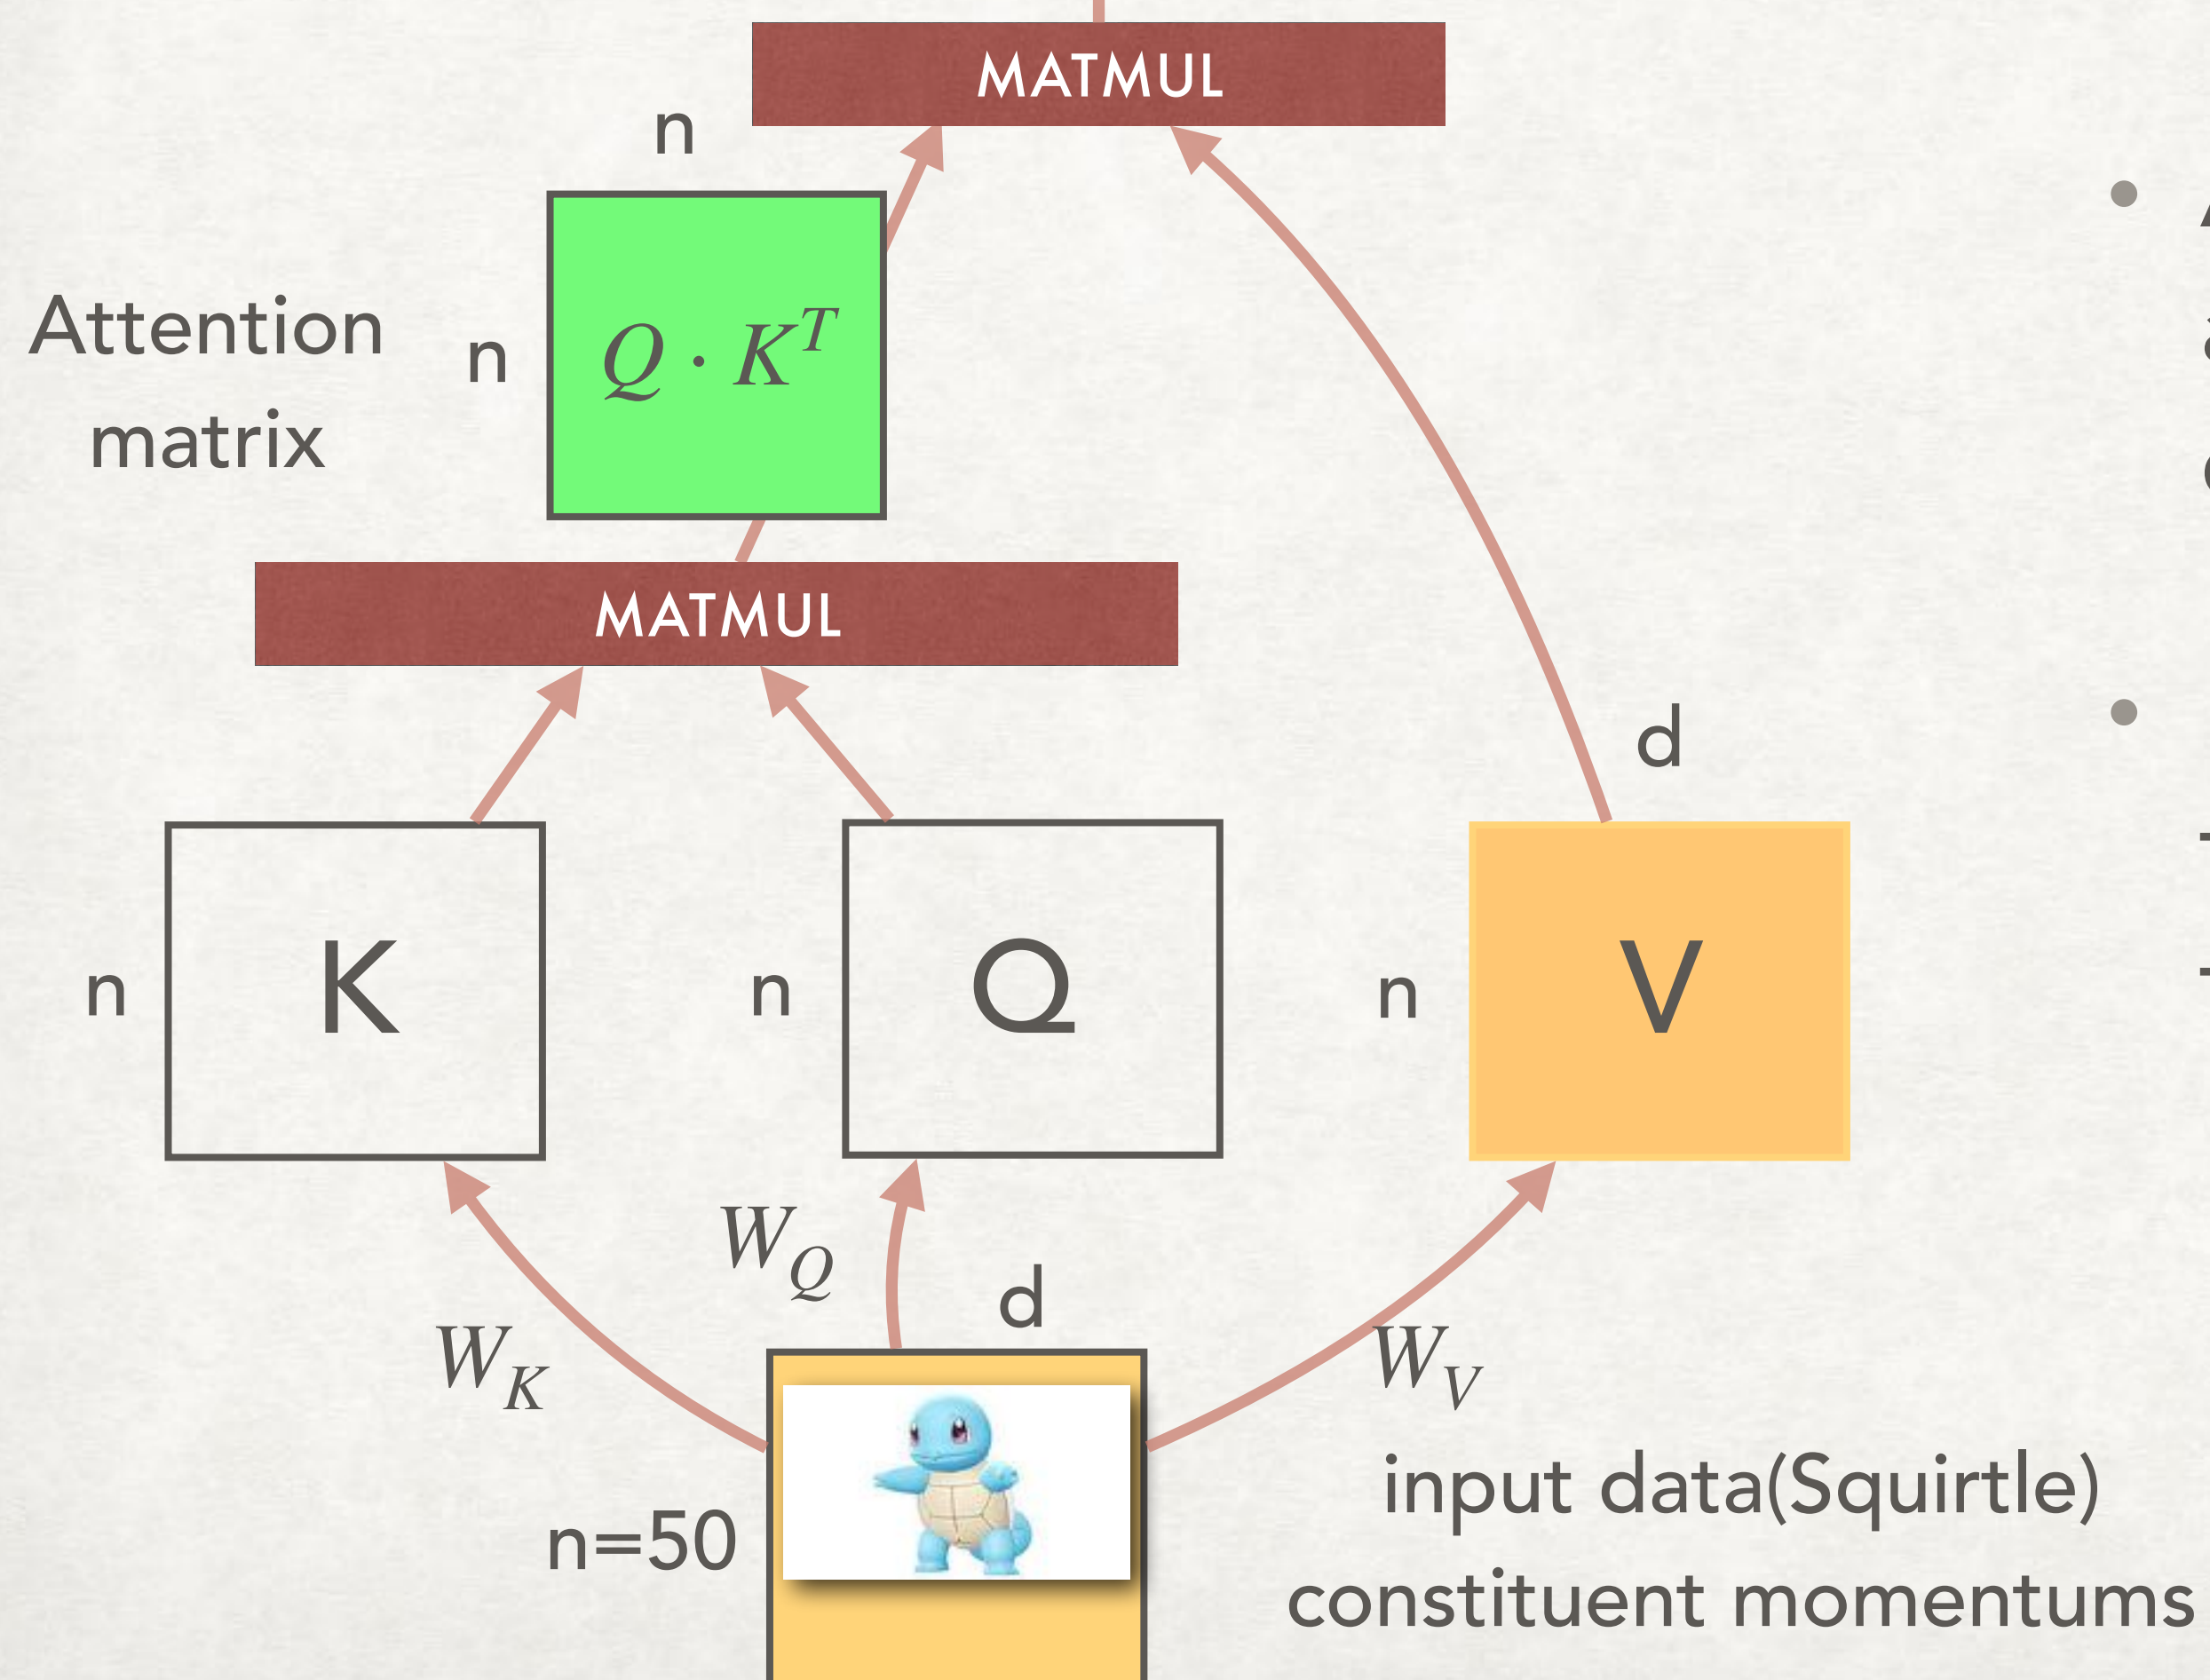 MATMUL
n
Attention
matrix
n
Q · K^T
MATMUL
d
n
K
n
Q
n
V
W_Q
d
W_K
W_V
n=50
input data(Squirtle)
constituent momentums